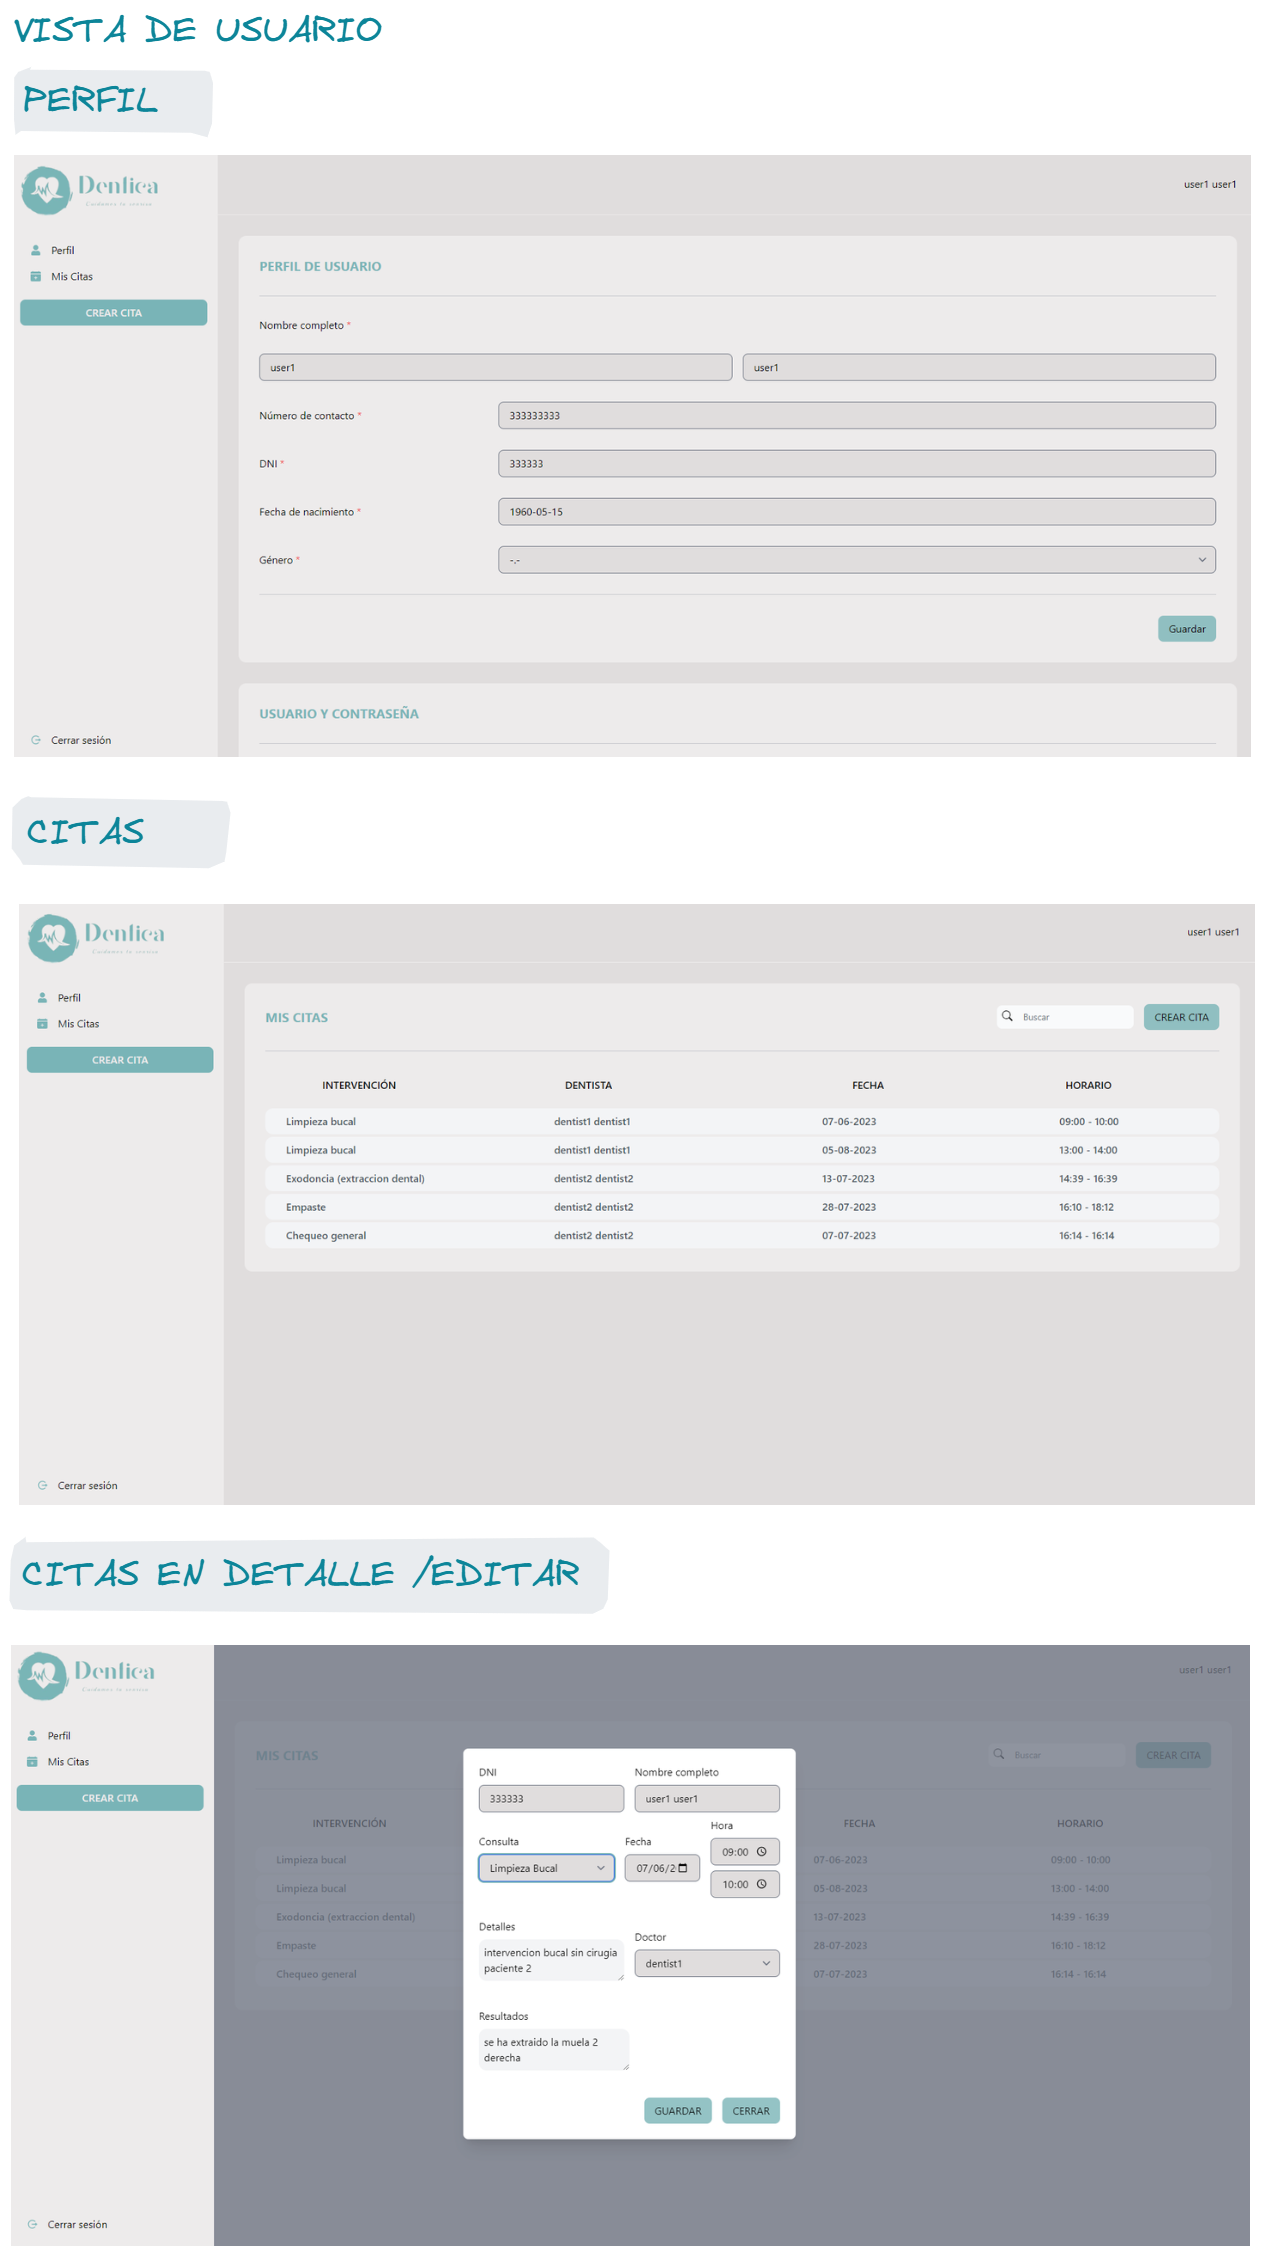 VISTA DE USUARIO
PERFIL
Dentica
Cuidamos tu sonrisa
user1 user1
Perfil
Mis Citas
CREAR CITA
PERFIL DE USUARIO
Nombre completo *
user1 user1
Número de contacto * 333333333
DNI * 333333
Fecha de nacimiento * 1960-05-15
Género * -.-
Guardar
USUARIO Y CONTRASEÑA
Cerrar sesión
CITAS
Dentica
Cuidamos tu sonrisa
user1 user1
Perfil
Mis Citas
CREAR CITA
MIS CITAS Buscar CREAR CITA
INTERVENCIÓN DENTISTA FECHA HORARIO
Limpieza bucal dentist1 dentist1 07-06-2023 09:00 - 10:00
Limpieza bucal dentist1 dentist1 05-08-2023 13:00 - 14:00
Exodoncia (extraccion dental) dentist2 dentist2 13-07-2023 14:39 - 16:39
Empaste dentist2 dentist2 28-07-2023 16:10 - 18:12
Chequeo general dentist2 dentist2 07-07-2023 16:14 - 16:14
Cerrar sesión
CITAS EN DETALLE /EDITAR
Dentica
Cuidamos tu sonrisa
user1 user1
Perfil
Mis Citas
CREAR CITA
MIS CITAS Buscar CREAR CITA
INTERVENCIÓN FECHA HORARIO
Limpieza bucal 07-06-2023 09:00 - 10:00
Limpieza bucal 05-08-2023 13:00 - 14:00
Exodoncia (extraccion dental) 13-07-2023 14:39 - 16:39
Empaste 28-07-2023 16:10 - 18:12
Chequeo general 07-07-2023 16:14 - 16:14
DNI Nombre completo
333333 user1 user1
Consulta Fecha Hora
Limpieza Bucal 07/06/2 09:00
10:00
Detalles
intervencion bucal sin cirugia
paciente 2
Doctor
dentist1
Resultados
se ha extraido la muela 2
derecha
GUARDAR CERRAR
Cerrar sesión